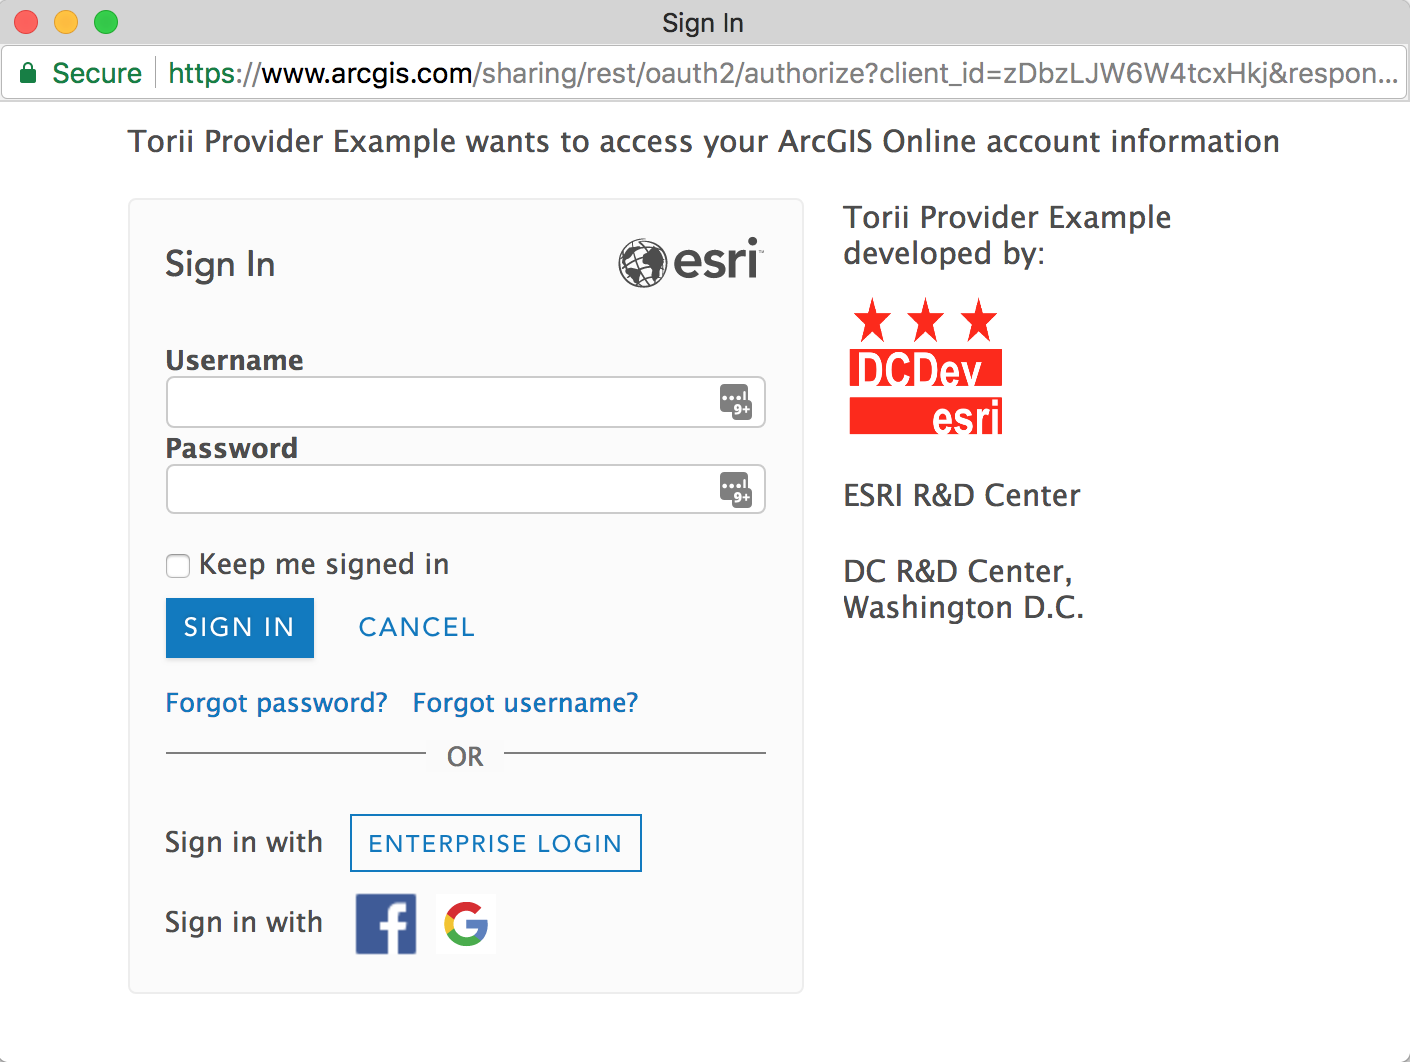 Sign In
Secure https://www.arcgis.com/sharing/rest/oauth2/authorize?client_id=zDbzLJW6W4tcxHkj&respon...
Torii Provider Example wants to access your ArcGIS Online account information
Sign In
esri
Username
9+
Password
9+
Keep me signed in
SIGN IN CANCEL
Forgot password? Forgot username?
OR
Sign in with ENTERPRISE LOGIN
Sign in with
Torii Provider Example
developed by:
DCDev
esri
ESRI R&D Center
DC R&D Center,
Washington D.C.